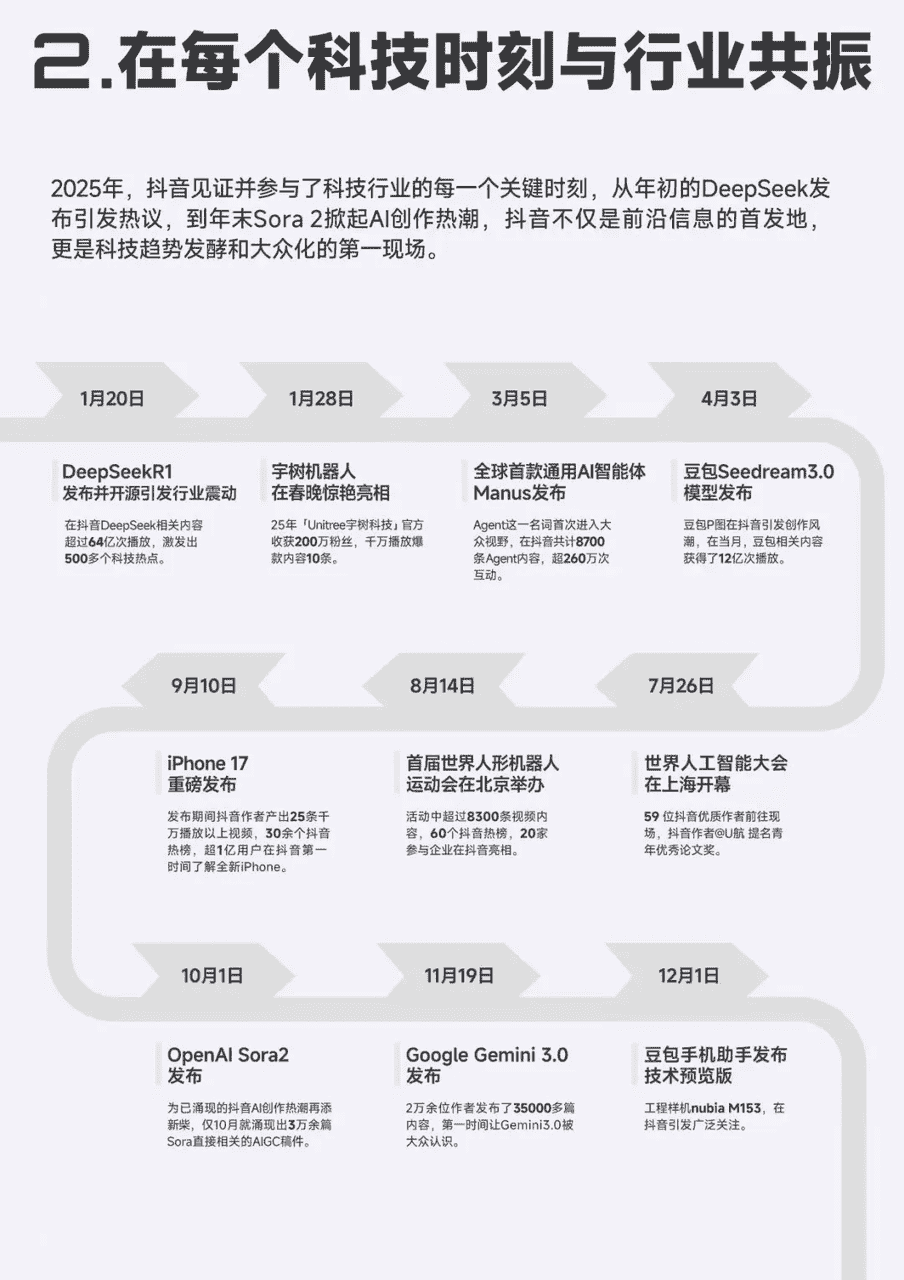 2.在每个科技时刻与行业共振
2025年，抖音见证并参与了科技行业的每一个关键时刻，从年初的DeepSeek发
布引发热议，到年末Sora 2掀起AI创作热潮，抖音不仅是前沿信息的首发地，
更是科技趋势发酵和大众化的第一现场。
1月20日
DeepSeekR1
发布并开源引发行业震动
在抖音DeepSeek相关内容
超过64亿次播放，激发出
500多个科技热点。
1月28日
宇树机器人
在春晚惊艳亮相
25年「Unitree宇树科技」官方
收获200万粉丝，千万播放爆
款内容10条。
3月5日
全球首款通用AI智能体
Manus发布
Agent这一名词首次进入大
众视野，在抖音共计8700
条Agent内容，超260万次
互动。
4月3日
豆包Seedream3.0
模型发布
豆包P图在抖音引发创作风
潮，在当月，豆包相关内容
获得了12亿次播放。
7月26日
世界人工智能大会
在上海开幕
59 位抖音优质作者前往现
场，抖音作者@U航 提名青
年优秀论文奖。
8月14日
首届世界人形机器人
运动会在北京举办
活动中超过8300条视频内
容，60个抖音热榜，20家
参与企业在抖音亮相。
9月10日
iPhone 17
重磅发布
发布期间抖音作者产出25条千
万播放以上视频，30余个抖音
热榜，超1亿用户在抖音第一
时间了解全新iPhone。
10月1日
OpenAI Sora2
发布
为已涌现的抖音AI创作热潮再添
新柴，仅10月就涌现出3万余篇
Sora直接相关的AIGC稿件。
11月19日
Google Gemini 3.0
发布
2万余位作者发布了35000多篇
内容，第一时间让Gemini3.0被
大众认识。
12月1日
豆包手机助手发布
技术预览版
工程样机nubia M153，在
抖音引发广泛关注。